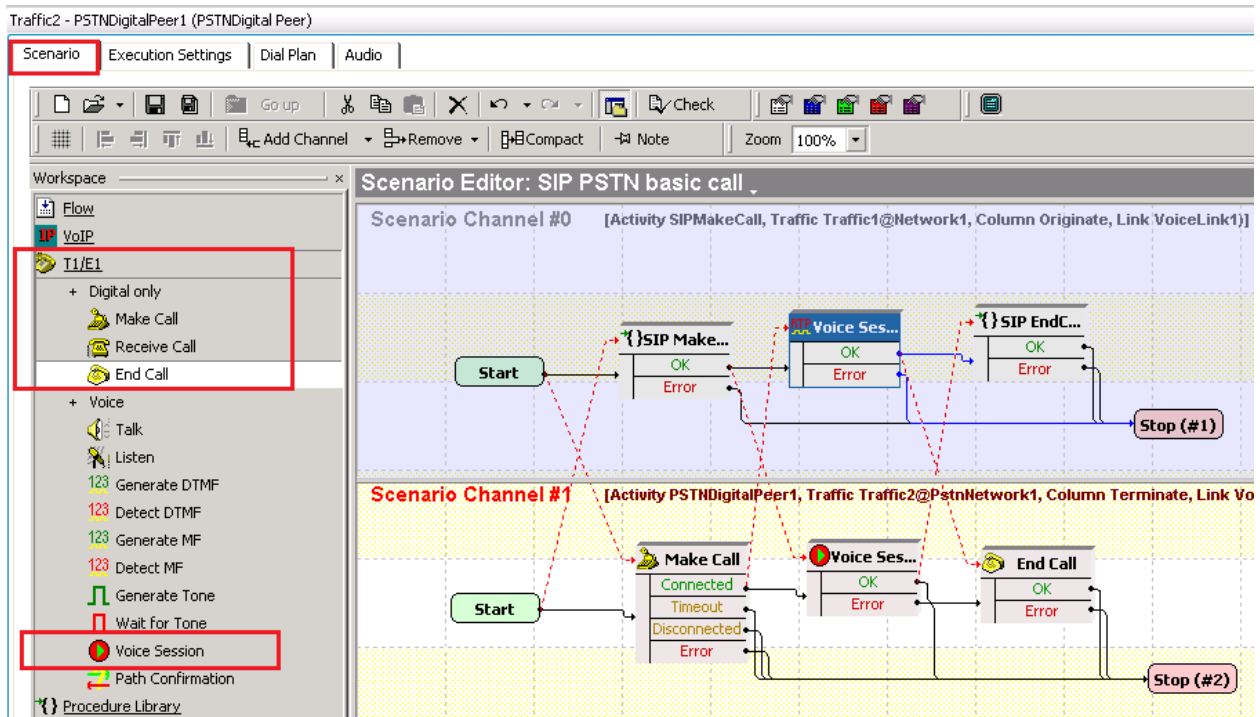 Traffic2 - PSTNDigitalPeer1 (PSTNDigital Peer)
Scenario Execution Settings Dial Plan Audio
Go up Check
Add Channel Remove Compact Note Zoom 100%
Workspace
Flow
IP VoIP
T1/E1
+ Digital only
Make Call
Receive Call
End Call
+ Voice
Talk
Listen
123 Generate DTMF
123 Detect DTMF
123 Generate MF
123 Detect MF
Generate Tone
Wait for Tone
Voice Session
Path Confirmation
{} Procedure Library
Scenario Editor: SIP PSTN basic call
Scenario Channel #0 [Activity SIPMakeCall, Traffic Traffic1@Network1, Column Originate, Link VoiceLink1)]
Start
{}SIP Make...
OK
Error
SIP Voice Ses...
OK
Error
{}SIP EndC...
OK
Error
Stop (#1)
Scenario Channel #1 [Activity PSTNDigitalPeer1, Traffic Traffic2@PstnNetwork1, Column Terminate, Link Vo
Start
Make Call
Connected
Timeout
Disconnected
Error
Voice Ses...
OK
Error
End Call
OK
Error
Stop (#2)